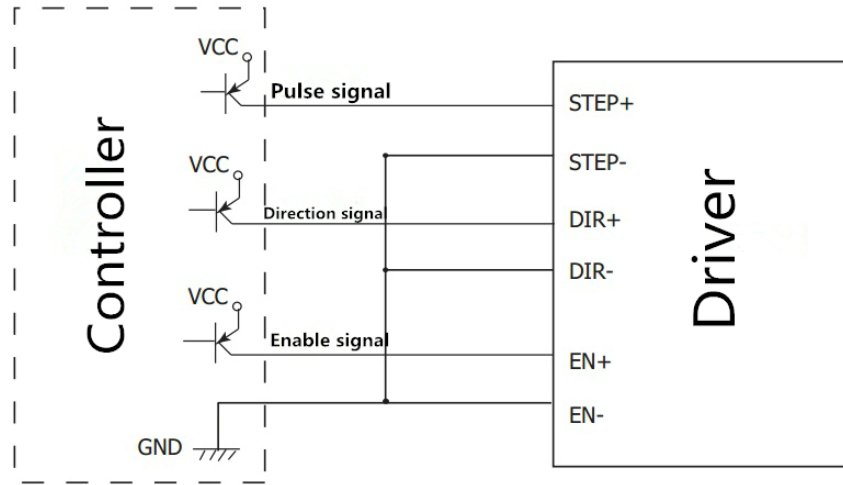 VCC
Pulse signal
STEP+
STEP-
VCC
Direction signal
DIR+
DIR-
VCC
Enable signal
EN+
EN-
GND
Controller
Driver